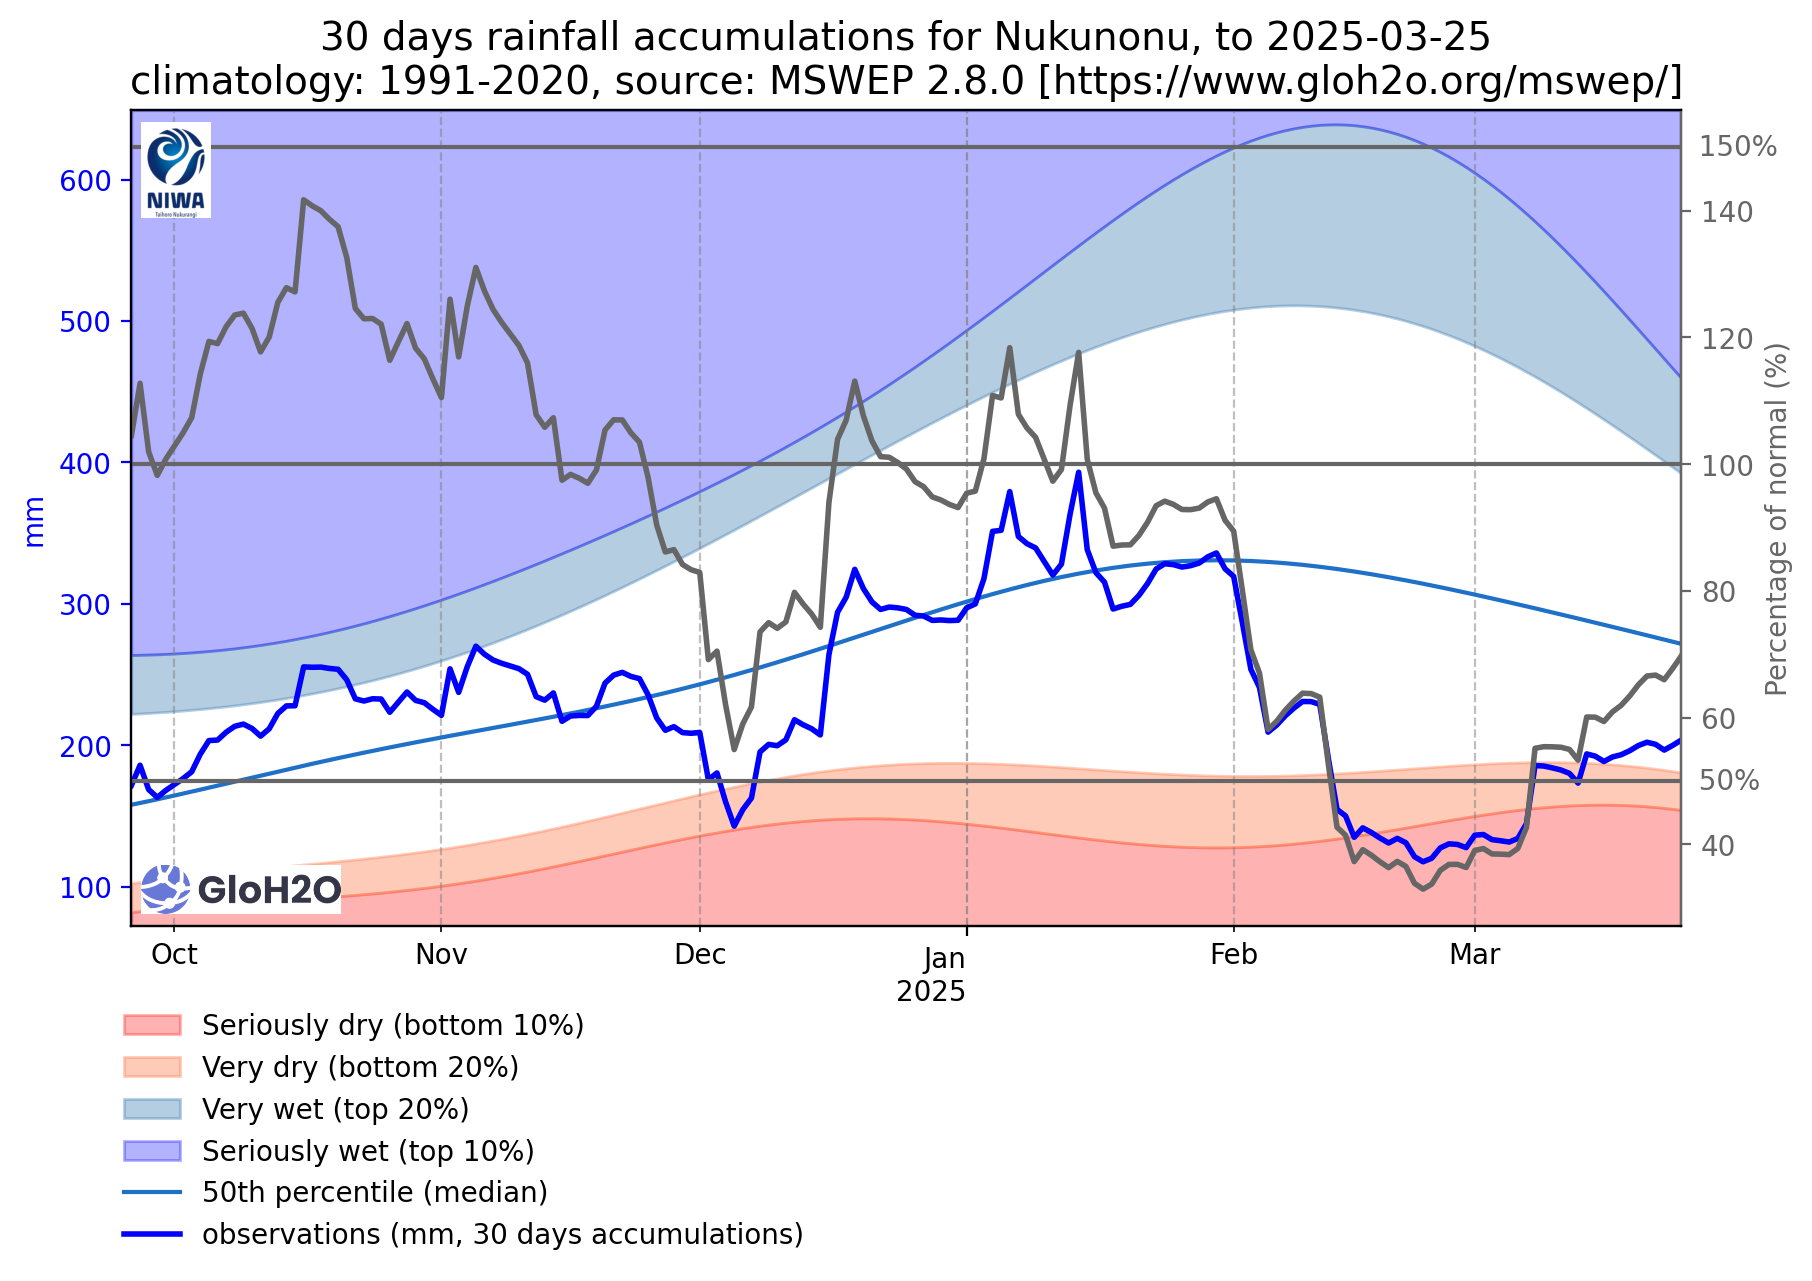 30 days rainfall accumulations for Nukunonu, to 2025-03-25
climatology: 1991-2020, source: MSWEP 2.8.0 [https://www.gloh2o.org/mswep/]
NIWA
Taihoro Nukurangi
600
500
400
300
200
100
mm
150%
140
120
100
80
60
50%
40
Percentage of normal (%)
GloH2O
Oct
Nov
Dec
Jan
2025
Feb
Mar
Seriously dry (bottom 10%)
Very dry (bottom 20%)
Very wet (top 20%)
Seriously wet (top 10%)
50th percentile (median)
observations (mm, 30 days accumulations)